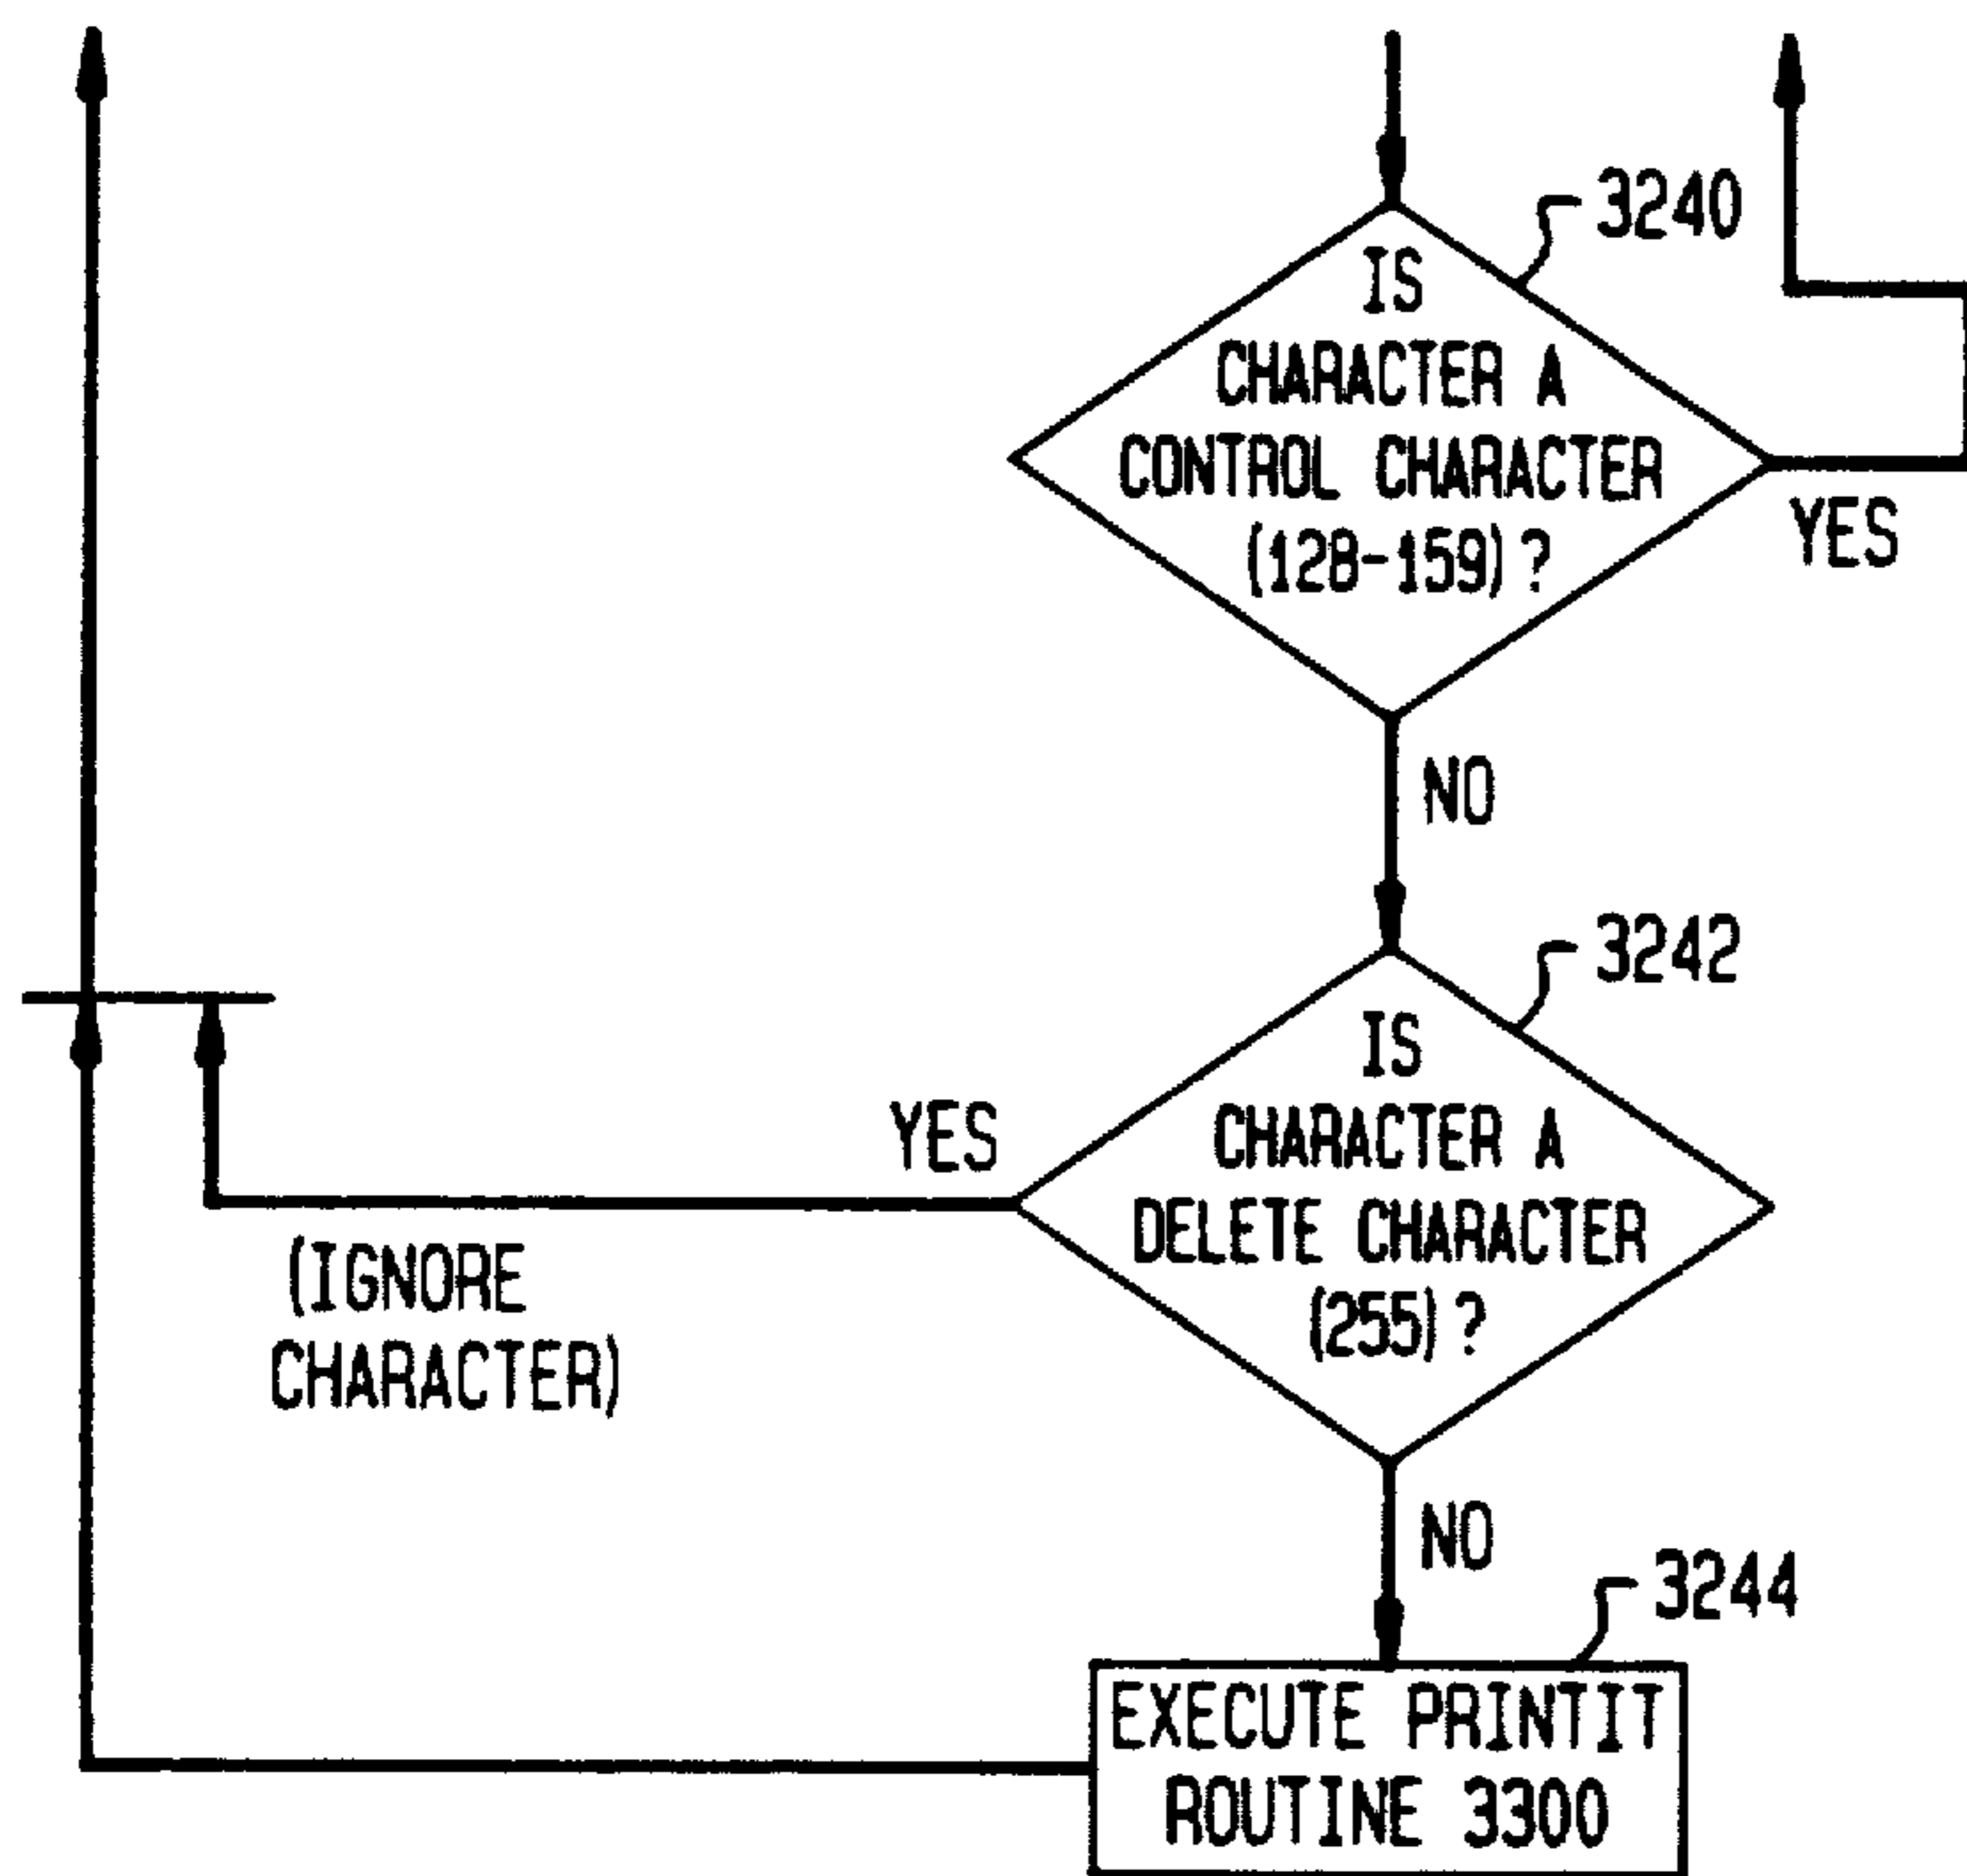 3240
IS
CHARACTER A
CONTROL CHARACTER
(128-159)?
YES
NO
3242
IS
CHARACTER A
DELETE CHARACTER
(255)?
YES
(IGNORE
CHARACTER)
NO
3244
EXECUTE PRINTIT
ROUTINE 3300